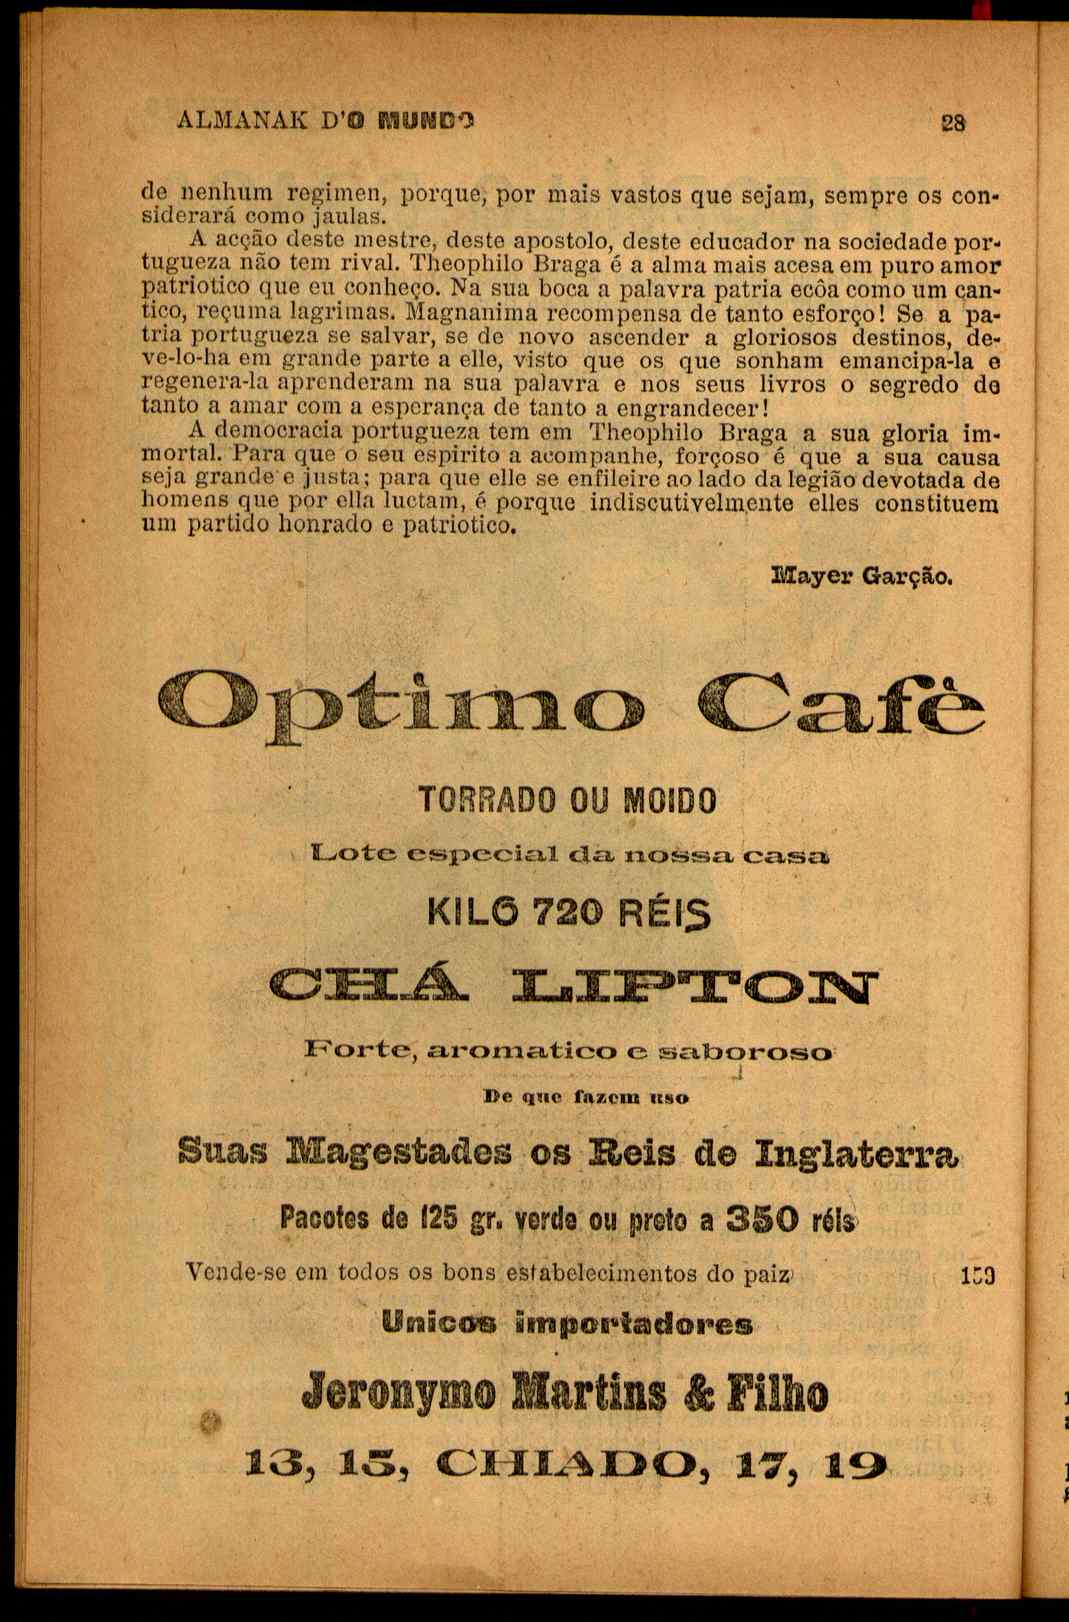 ALMANAK D'O MUNDO 28
de nenhum regimen, porque, por mais vastos que sejam, sempre os con-
siderará como jaulas.
A acção deste mestre, deste apostolo, deste educador na sociedade por-
tugueza não tem rival. Theophilo Braga é a alma mais acesa em puro amor
patriotico que eu conheço. Na sua boca a palavra patria ecôa como um can-
tico, reçuma lagrimas. Magnanima recompensa de tanto esforço! Se a pa-
tria portugueza se salvar, se de novo ascender a gloriosos destinos, de-
ve-lo-ha em grande parte a elle, visto que os que sonham emancipa-la e
regenera-la aprenderam na sua palavra e nos seus livros o segredo de
tanto a amar com a esperança de tanto a engrandecer!
A democracia portugueza tem em Theophilo Braga a sua gloria im-
mortal. Para que o seu espirito a acompanhe, forçoso é que a sua causa
seja grande e justa; para que elle se enfileire ao lado da legião devotada de
homens que por ella luctam, é porque indiscutivelmente elles constituem
um partido honrado e patriotico.
Mayer Garção.
Optimo Cafè
TORRADO OU MOIDO
Lote especial da nossa casa
KILO 720 RÉIS
CHÁ LIPTON
Forte, aromatico e saboroso
De que fazem uso
Suas Magestades os Reis de Inglaterra
Pacotes de 125 gr. verde ou preto a 350 réis
Vende-se em todos os bons estabelecimentos do paiz
Unicos importadores
Jeronymo Martins & Filho
13, 15, CHIADO, 17, 19